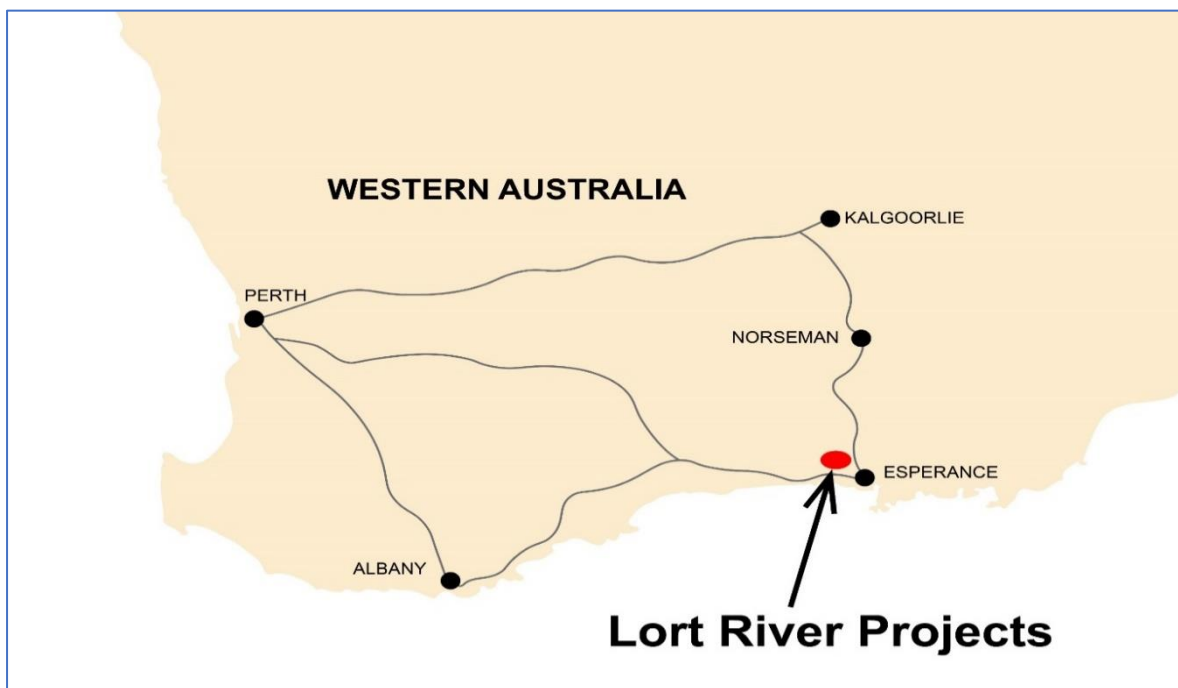 WESTERN AUSTRALIA
KALGOORLIE
PERTH
NORSEMAN
ESPERANCE
ALBANY
Lort River Projects